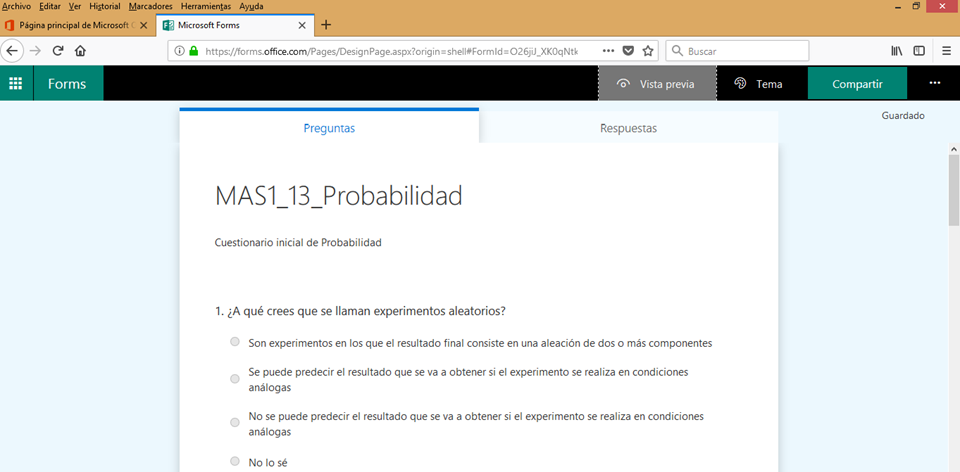 Archivo Editar Ver Historial Marcadores Herramientas Ayuda
Página principal de Microsoft
Microsoft Forms
https://forms.office.com/Pages/DesignPage.aspx?origin=shell#FormId=O26jiJ_XK0qNtk
Buscar
Forms
Vista previa
Tema
Compartir
Guardado
Preguntas
Respuestas
MAS1_13_Probabilidad
Cuestionario inicial de Probabilidad
1. ¿A qué crees que se llaman experimentos aleatorios?
Son experimentos en los que el resultado final consiste en una aleación de dos o más componentes
Se puede predecir el resultado que se va a obtener si el experimento se realiza en condiciones
análogas
No se puede predecir el resultado que se va a obtener si el experimento se realiza en condiciones
análogas
No lo sé